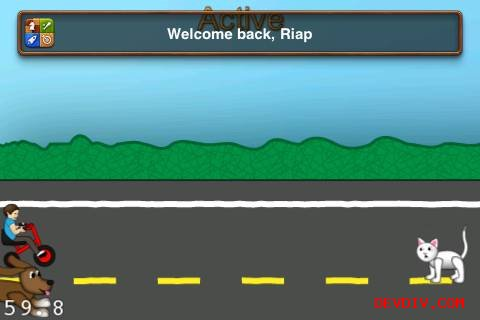 Active
Welcome back, Riap
59 8
DEVDIV.COM